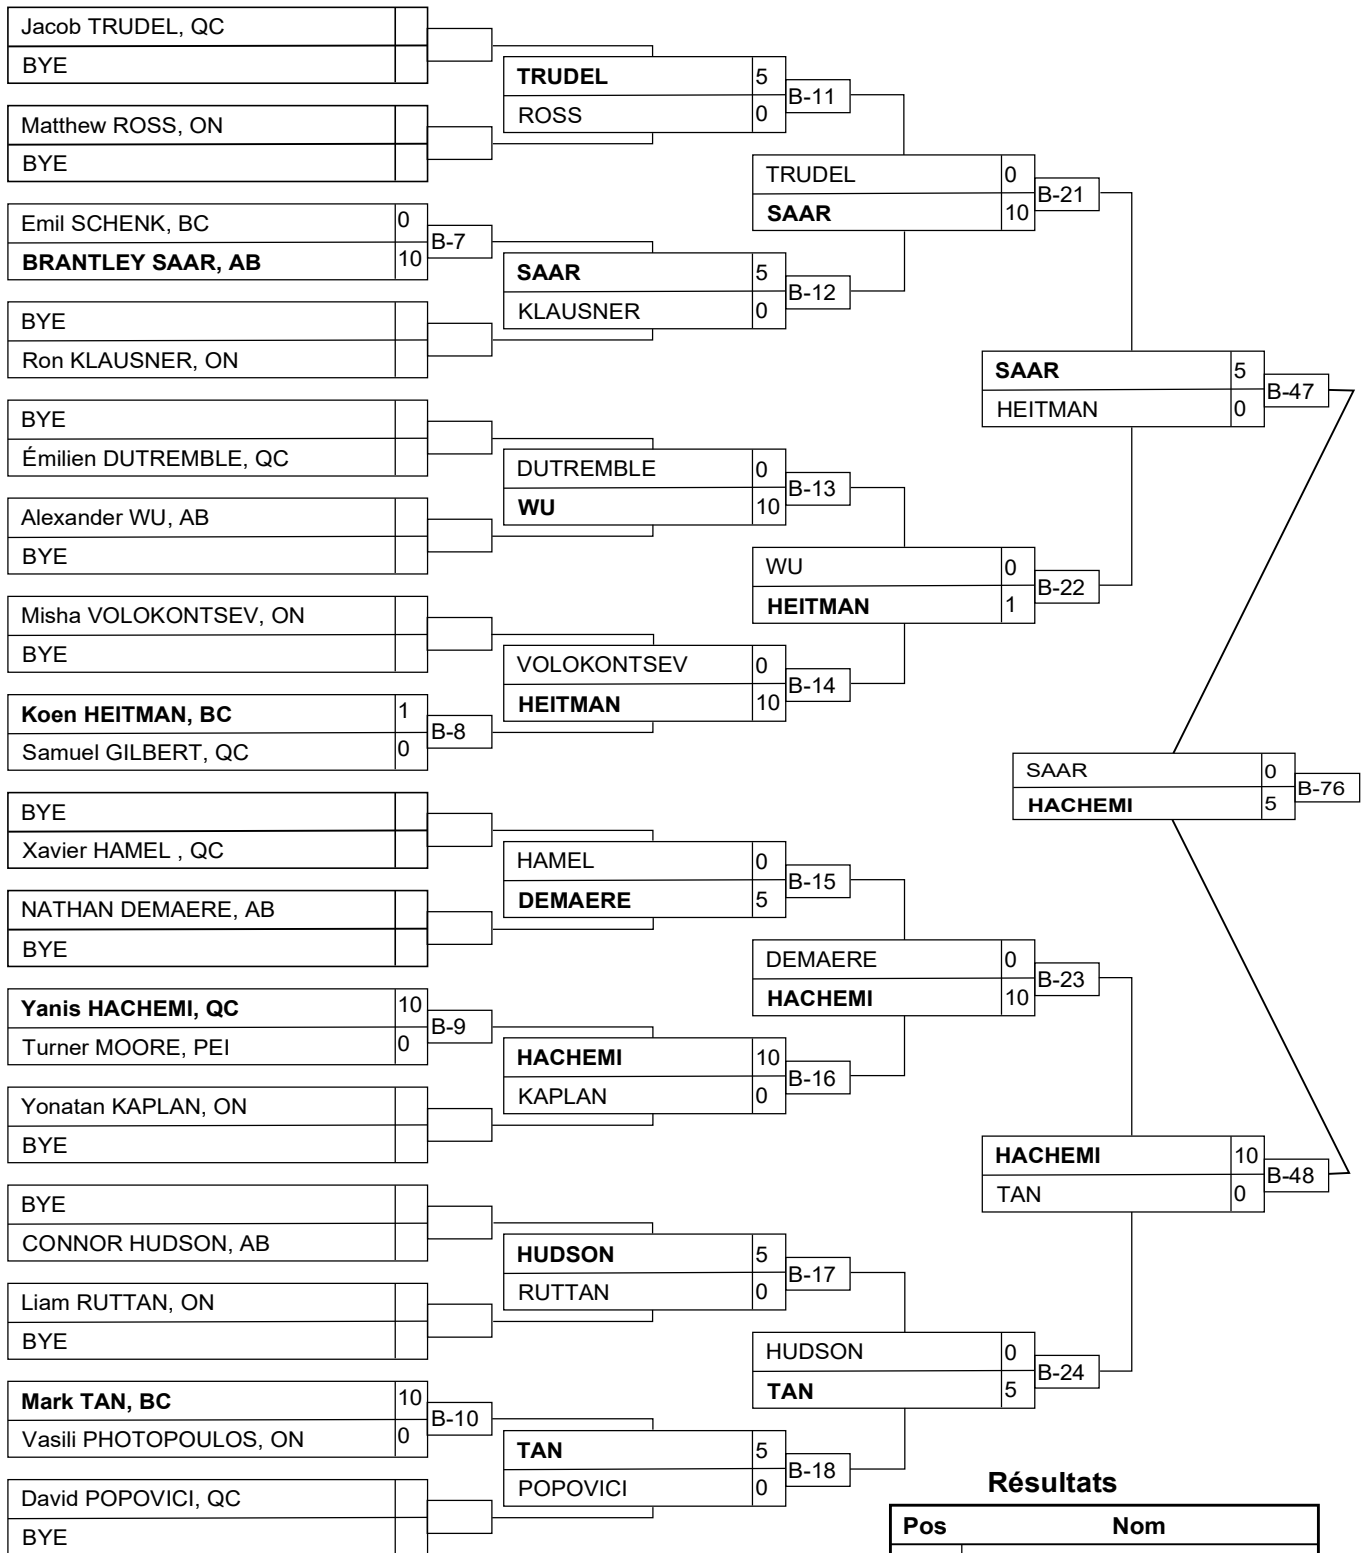 Jacob TRUDEL, QC
BYE
Matthew ROSS, ON
BYE
Emil SCHENK, BC 0
BRANTLEY SAAR, AB 10
B-7
BYE
Ron KLAUSNER, ON
BYE
Émilien DUTREMBLE, QC
Alexander WU, AB
BYE
Misha VOLOKONTSEV, ON
BYE
Koen HEITMAN, BC 1
Samuel GILBERT, QC 0
B-8
BYE
Xavier HAMEL , QC
NATHAN DEMAERE, AB
BYE
Yanis HACHEMI, QC 10
Turner MOORE, PEI 0
B-9
Yonatan KAPLAN, ON
BYE
BYE
CONNOR HUDSON, AB
Liam RUTTAN, ON
BYE
Mark TAN, BC 10
Vasili PHOTOPOULOS, ON 0
B-10
David POPOVICI, QC
BYE
TRUDEL 5
ROSS 0
B-11
SAAR 5
KLAUSNER 0
B-12
DUTREMBLE 0
WU 10
B-13
VOLOKONTSEV 0
HEITMAN 10
B-14
HAMEL 0
DEMAERE 5
B-15
HACHEMI 10
KAPLAN 0
B-16
HUDSON 5
RUTTAN 0
B-17
TAN 5
POPOVICI 0
B-18
TRUDEL 0
SAAR 10
B-21
WU 0
HEITMAN 1
B-22
DEMAERE 0
HACHEMI 10
B-23
HUDSON 0
TAN 5
B-24
SAAR 5
HEITMAN 0
B-47
HACHEMI 10
TAN 0
B-48
SAAR 0
HACHEMI 5
B-76
Résultats
Pos Nom